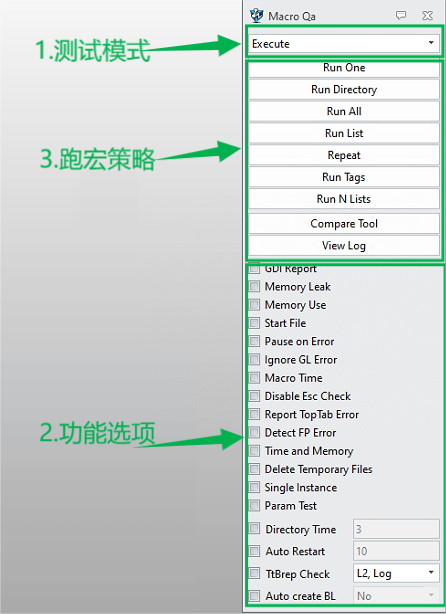 Macro Qa
1.测试模式
Execute
Run One
Run Directory
Run All
Run List
3.跑宏策略
Repeat
Run Tags
Run N Lists
Compare Tool
View Log
GDI Report
Memory Leak
Memory Use
Start File
Pause on Error
Ignore GL Error
Macro Time
Disable Esc Check
Report TopTab Error
2.功能选项
Detect FP Error
Time and Memory
Delete Temporary Files
Single Instance
Param Test
Directory Time 3
Auto Restart 10
TtBrep Check L2, Log
Auto create BL No